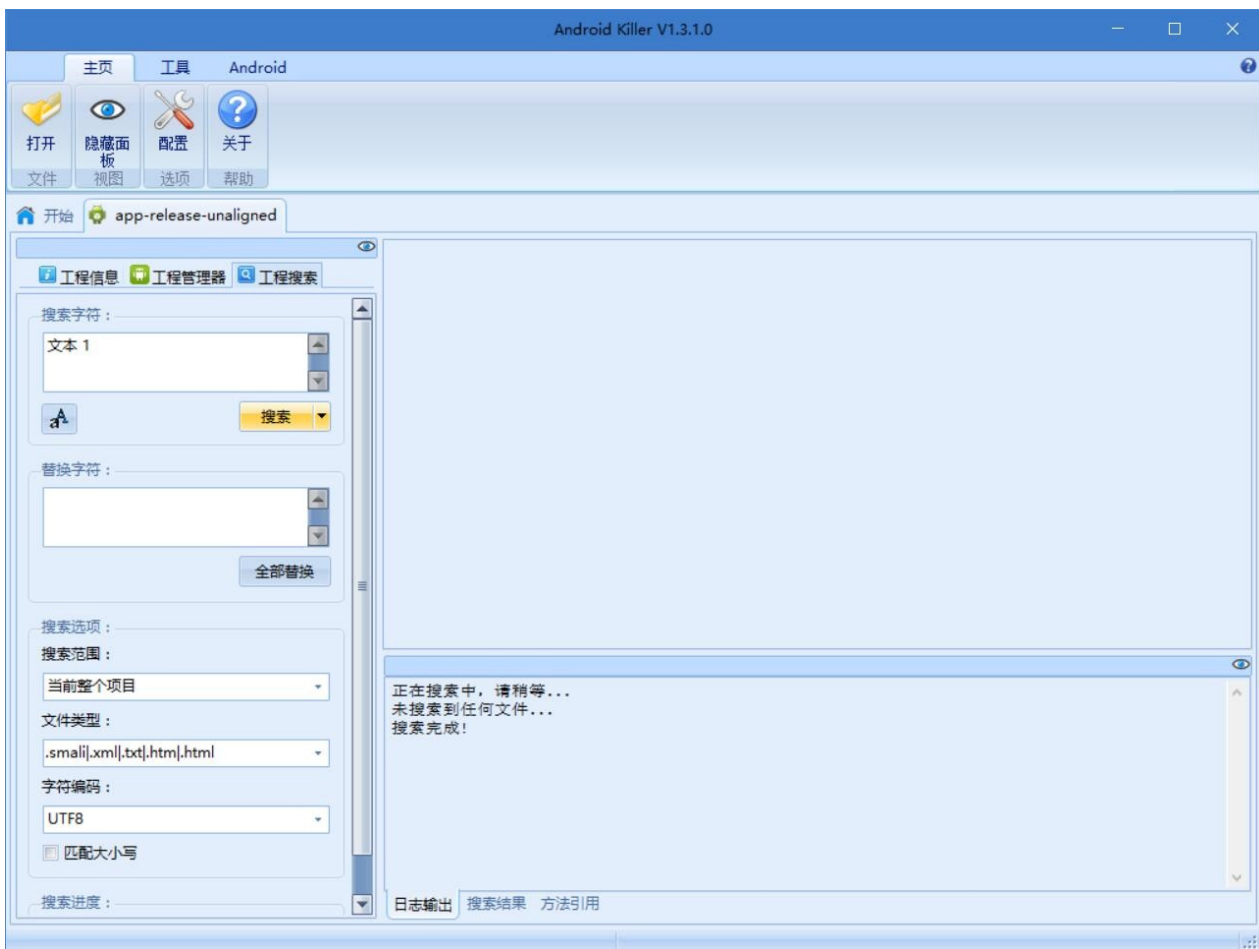 Android Killer V1.3.1.0
主页 工具 Android
打开 隐藏面板 配置 关于
文件 视图 选项 帮助
开始 app-release-unaligned
工程信息 工程管理器 工程搜索
搜索字符：
文本 1
搜索
替换字符：
全部替换
搜索选项：
搜索范围：
当前整个项目
文件类型：
.smali|.xml|.txt|.htm|.html
字符编码：
UTF8
匹配大小写
搜索进度：
正在搜索中，请稍等...
未搜索到任何文件...
搜索完成！
日志输出 搜索结果 方法引用